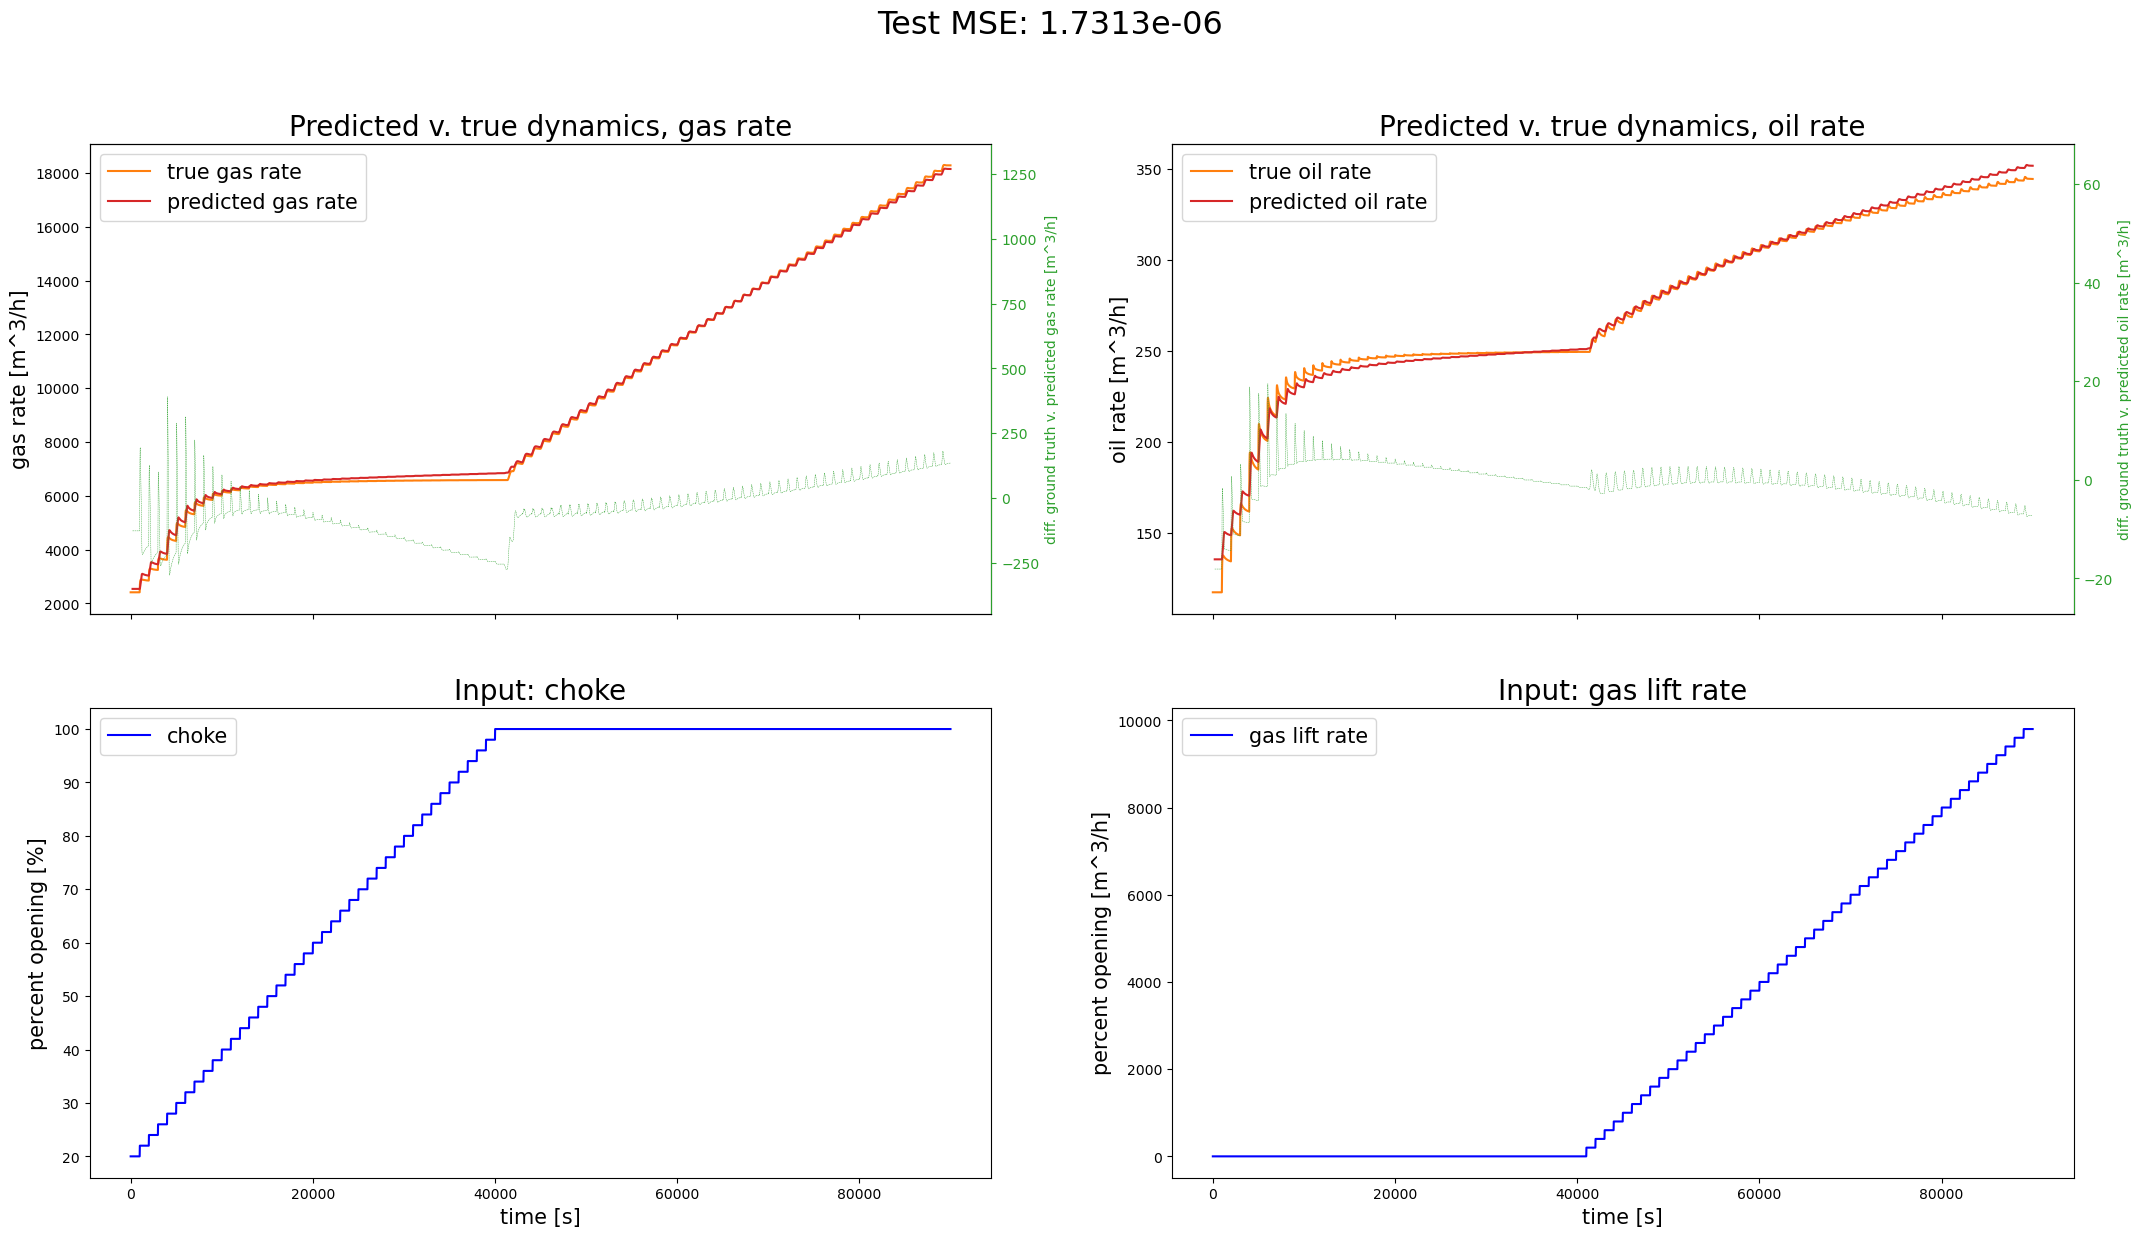 Test MSE: 1.7313e-06
Predicted v. true dynamics, gas rate
true gas rate
predicted gas rate
gas rate [m^3/h]
18000
16000
14000
12000
10000
8000
6000
4000
2000
1250
1000
750
500
250
0
−250
diff. ground truth v. predicted gas rate [m^3/h]
Predicted v. true dynamics, oil rate
true oil rate
predicted oil rate
oil rate [m^3/h]
350
300
250
200
150
60
40
20
0
−20
diff. ground truth v. predicted oil rate [m^3/h]
Input: choke
choke
percent opening [%]
100
90
80
70
60
50
40
30
20
0 20000 40000 60000 80000
time [s]
Input: gas lift rate
gas lift rate
percent opening [m^3/h]
10000
8000
6000
4000
2000
0
0 20000 40000 60000 80000
time [s]